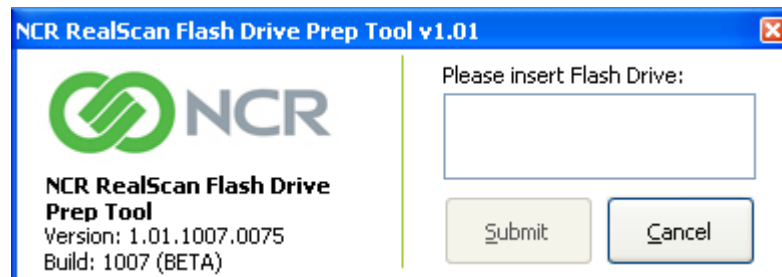 NCR RealScan Flash Drive Prep Tool v1.01
NCR
NCR RealScan Flash Drive
Prep Tool
Version: 1.01.1007.0075
Build: 1007 (BETA)
Please insert Flash Drive:
Submit
Cancel